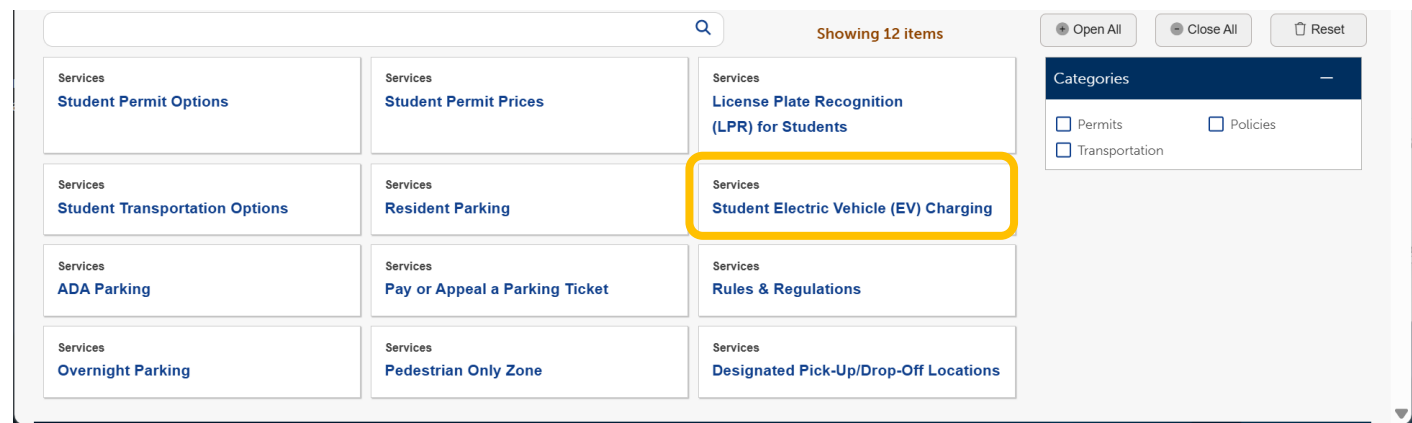 Showing 12 items
Open All
Close All
Reset
Services
Student Permit Options
Services
Student Permit Prices
Services
License Plate Recognition
(LPR) for Students
Categories
Permits
Policies
Transportation
Services
Student Transportation Options
Services
Resident Parking
Services
Student Electric Vehicle (EV) Charging
Services
ADA Parking
Services
Pay or Appeal a Parking Ticket
Services
Rules & Regulations
Services
Overnight Parking
Services
Pedestrian Only Zone
Services
Designated Pick-Up/Drop-Off Locations